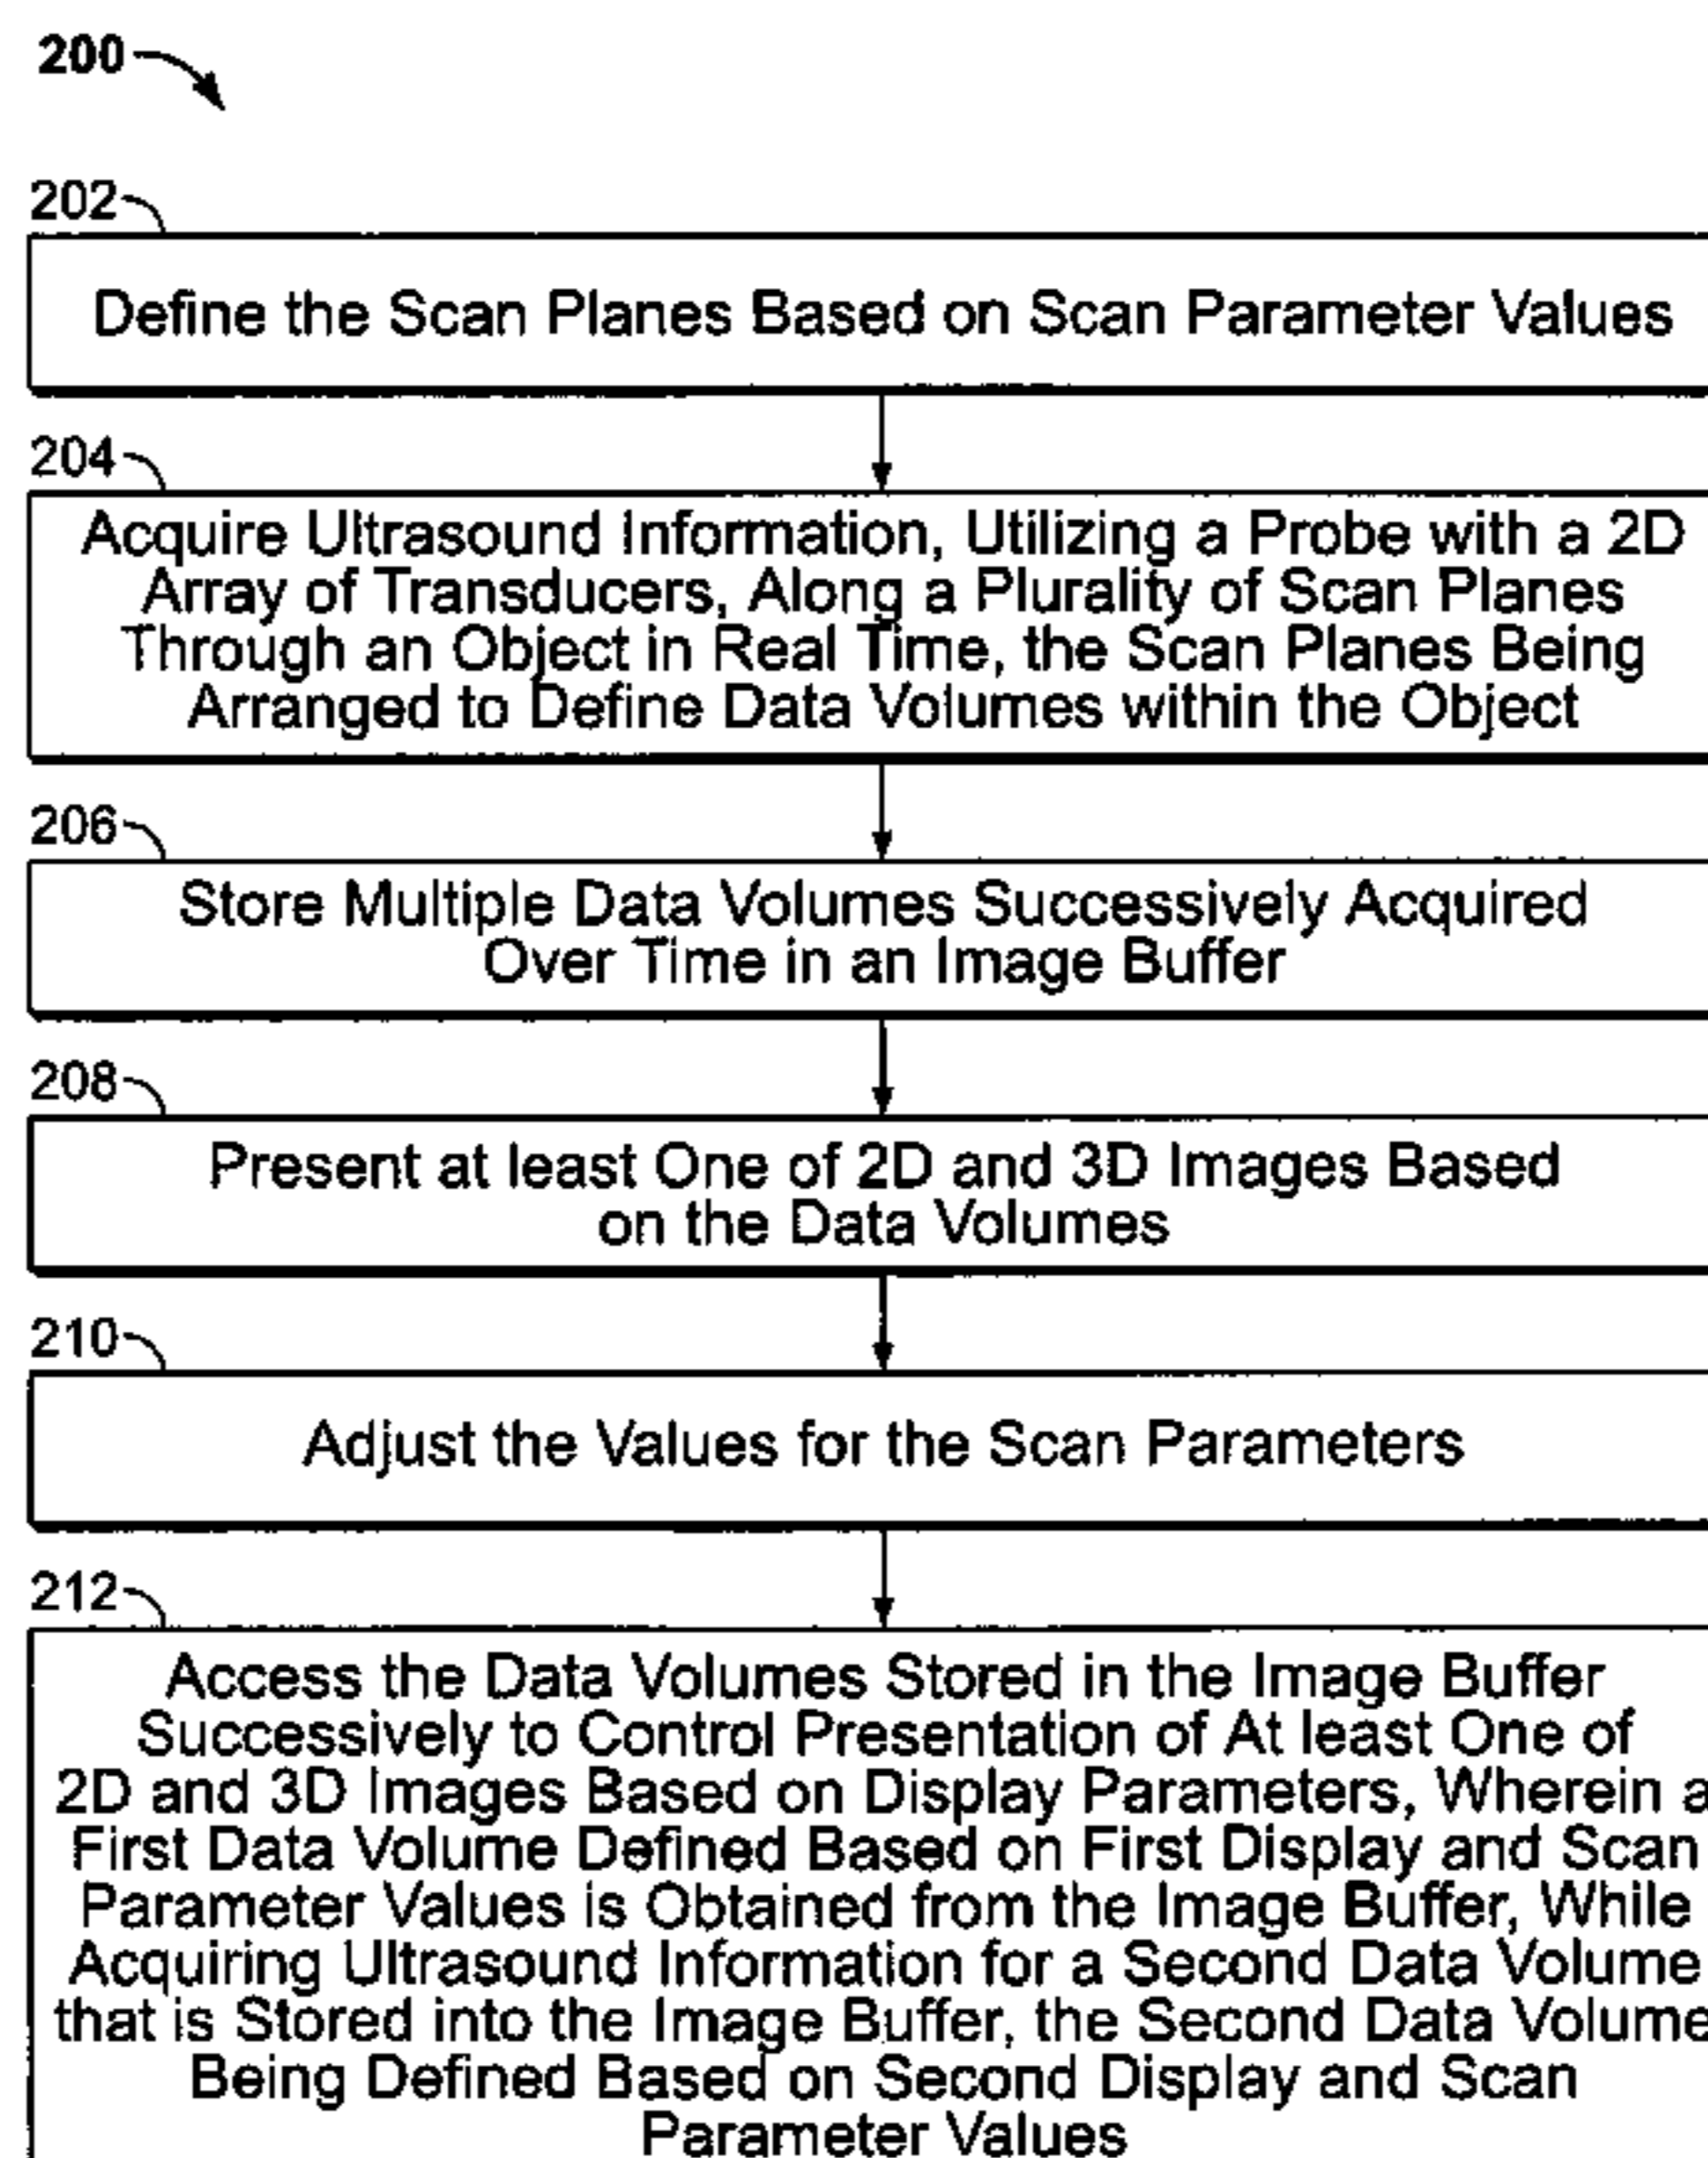 200
202
Define the Scan Planes Based on Scan Parameter Values
204
Acquire Ultrasound Information, Utilizing a Probe with a 2D
Array of Transducers, Along a Plurality of Scan Planes
Through an Object in Real Time, the Scan Planes Being
Arranged to Define Data Volumes within the Object
206
Store Multiple Data Volumes Successively Acquired
Over Time in an Image Buffer
208
Present at least One of 2D and 3D Images Based
on the Data Volumes
210
Adjust the Values for the Scan Parameters
212
Access the Data Volumes Stored in the Image Buffer
Successively to Control Presentation of At least One of
2D and 3D Images Based on Display Parameters, Wherein a
First Data Volume Defined Based on First Display and Scan
Parameter Values is Obtained from the Image Buffer, While
Acquiring Ultrasound Information for a Second Data Volume
that is Stored into the Image Buffer, the Second Data Volume
Being Defined Based on Second Display and Scan
Parameter Values